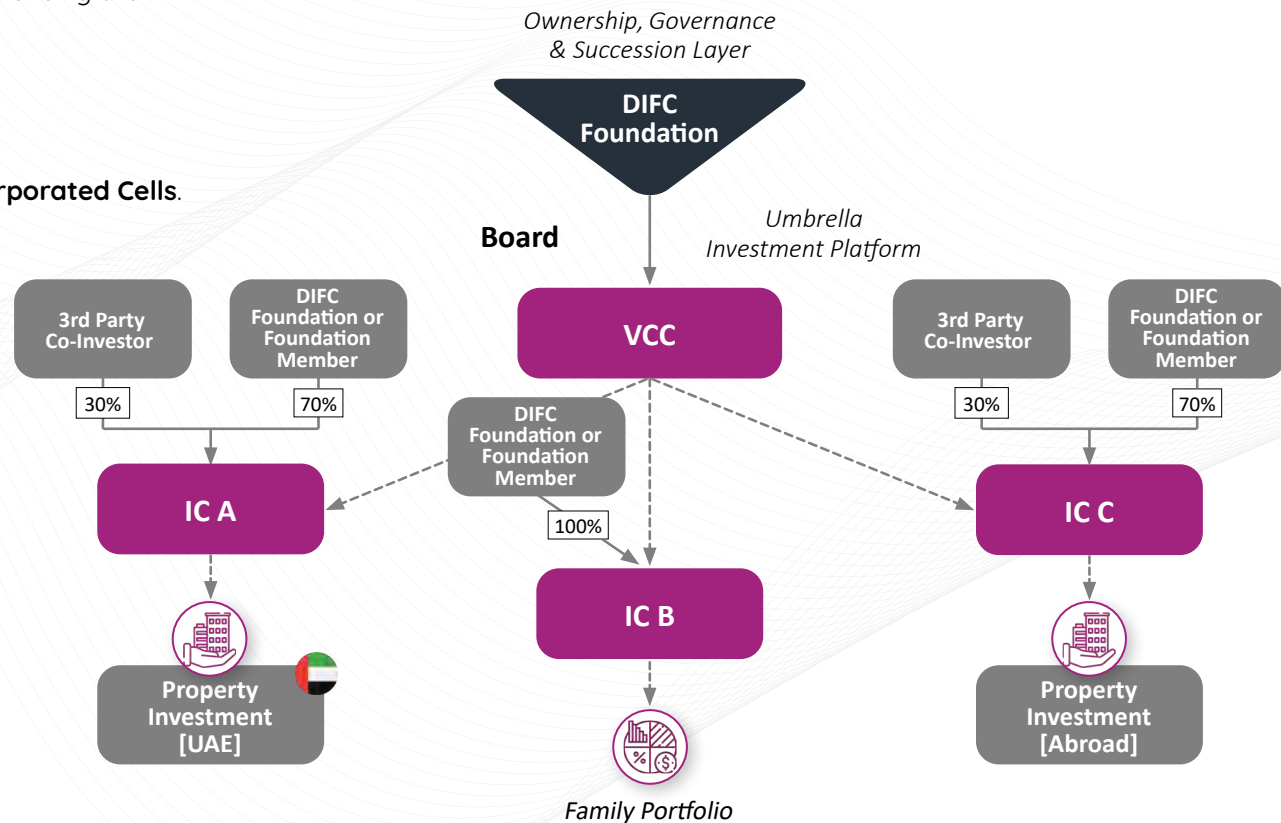 Ownership, Governance
& Succession Layer
DIFC
Foundation
rporated Cells.
Board
Umbrella
Investment Platform
3rd Party
Co-Investor
DIFC
Foundation or
Foundation
Member
VCC
3rd Party
Co-Investor
DIFC
Foundation or
Foundation
Member
30%
70%
DIFC
Foundation or
Foundation
Member
30%
70%
IC A
100%
IC C
IC B
Property
Investment
[UAE]
Property
Investment
[Abroad]
Family Portfolio